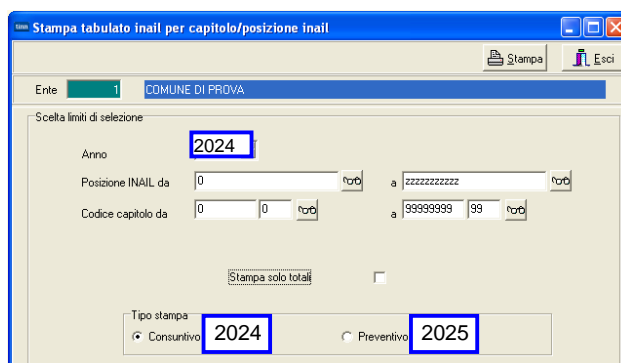 Stampa tabulato inail per capitolo/posizione inail
Stampa Esci
Ente 1 COMUNE DI PROVA
Scelta limiti di selezione
Anno 2024
Posizione INAIL da 0 a zzzzzzzzzzz
Codice capitolo da 0 0 a 99999999 99
Stampa solo totali
Tipo stampa
Consuntivo 2024 Preventivo 2025